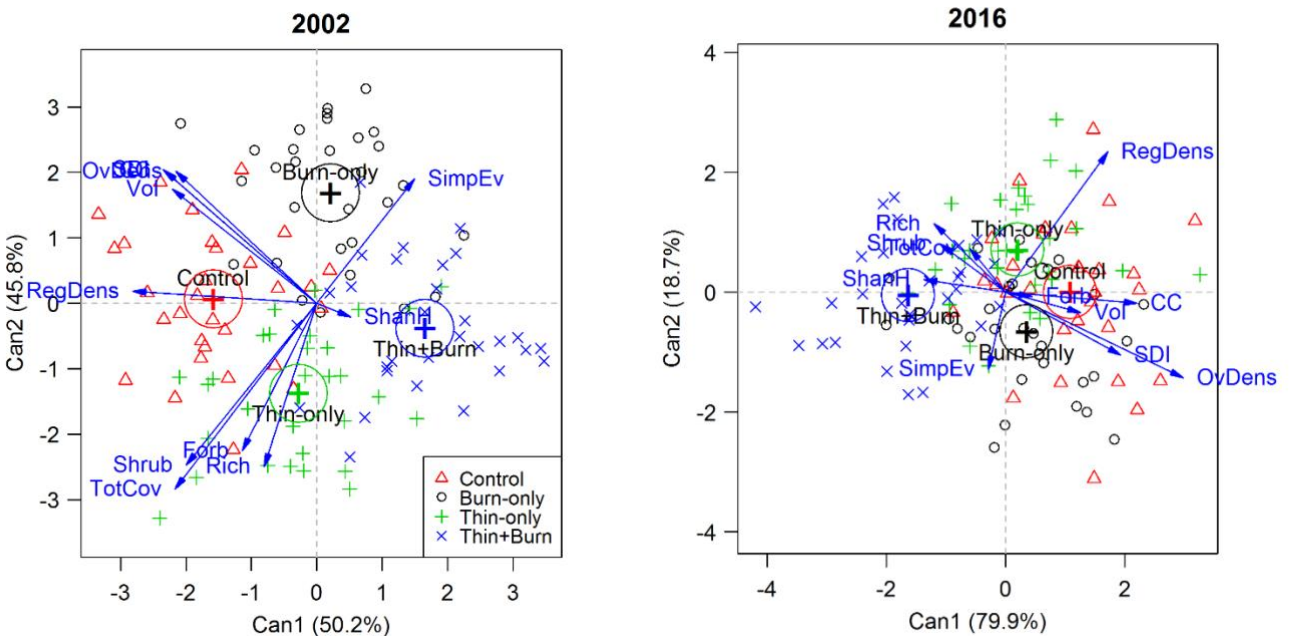 2002
Can2 (45.8%)
3
2
1
0
-1
-2
-3
-3
-2
-1
0
1
2
3
Can1 (50.2%)
Burn-only
SimpEv
OvDens
Vol
Control
RegDens
ShanH
Thin+Burn
Thin-only
Forb
Shrub
Rich
TotCov
Control
Burn-only
Thin-only
Thin+Burn
2016
Can2 (18.7%)
4
2
0
-2
-4
-4
-2
0
2
Can1 (79.9%)
RegDens
Rich
Thin-only
Shrub
TotCov
ShanH
Control
Forb
CC
Vol
Thin+Burn
SDI
Burn-only
SimpEv
OvDens